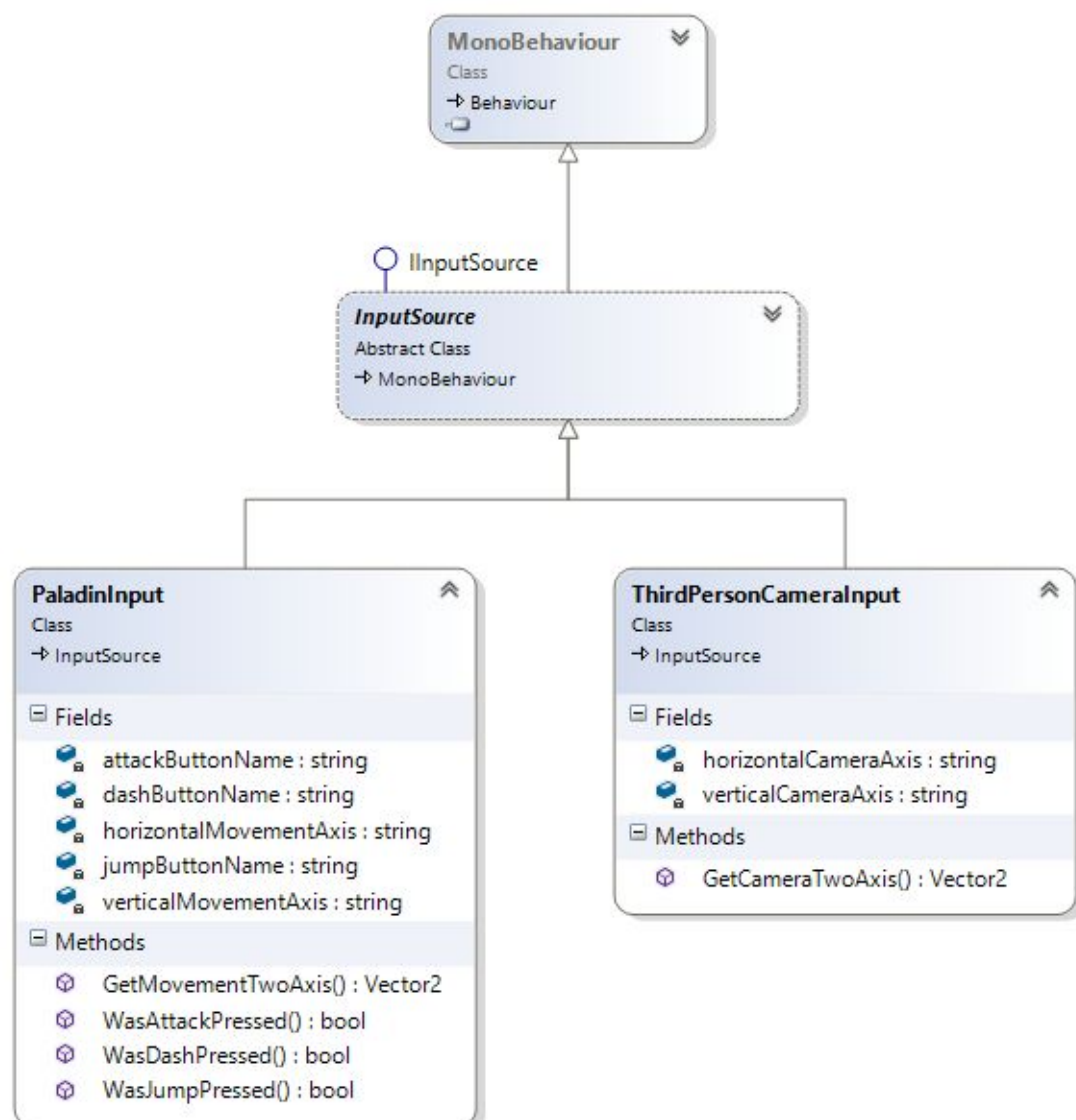 MonoBehaviour
Class
Behaviour
IInputSource
InputSource
Abstract Class
MonoBehaviour
PaladinInput
Class
InputSource
Fields
attackButtonName : string
dashButtonName : string
horizontalMovementAxis : string
jumpButtonName : string
verticalMovementAxis : string
Methods
GetMovementTwoAxis() : Vector2
WasAttackPressed() : bool
WasDashPressed() : bool
WasJumpPressed() : bool
ThirdPersonCameraInput
Class
InputSource
Fields
horizontalCameraAxis : string
verticalCameraAxis : string
Methods
GetCameraTwoAxis() : Vector2